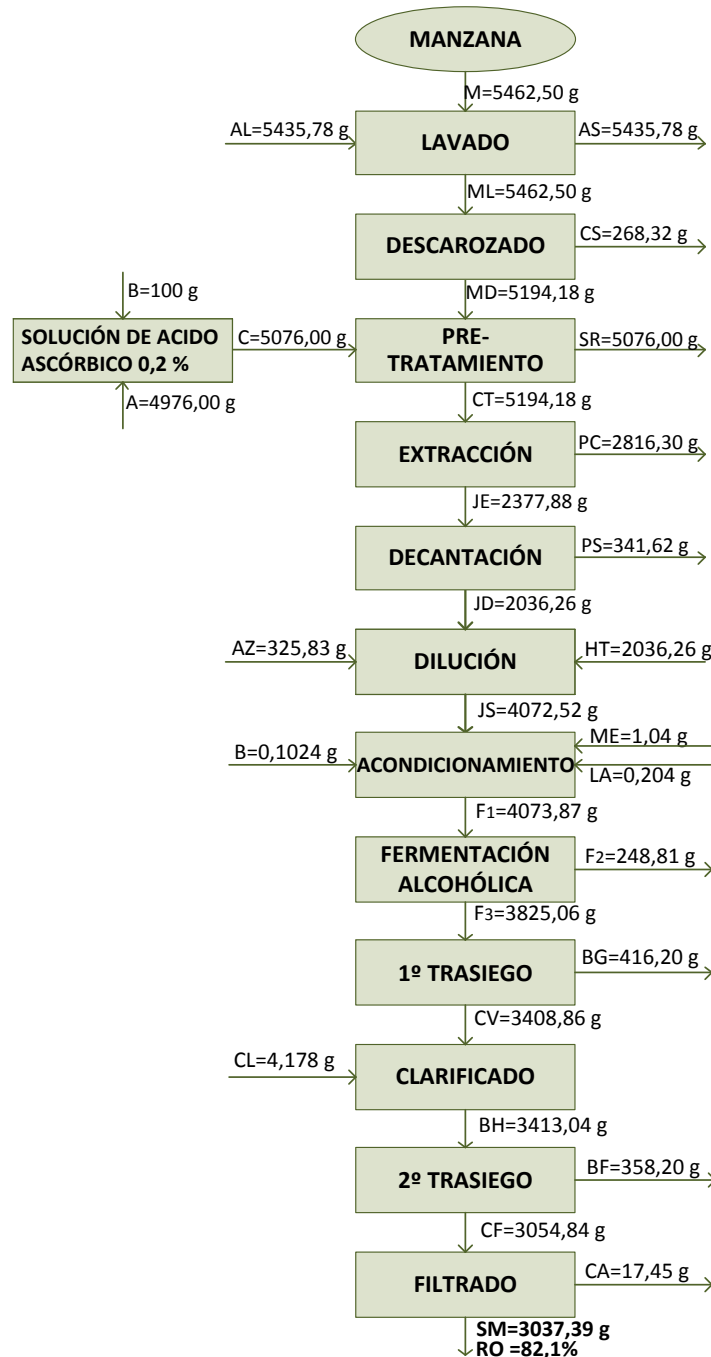 MANZANA
M=5462,50 g
AL=5435,78 g
AS=5435,78 g
LAVADO
ML=5462,50 g
CS=268,32 g
DESCAROZADO
B=100 g
MD=5194,18 g
SOLUCIÓN DE ACIDO
ASCÓRBICO 0,2 %
C=5076,00 g
PRE-
TRATAMIENTO
SR=5076,00 g
A=4976,00 g
CT=5194,18 g
EXTRACCIÓN
PC=2816,30 g
JE=2377,88 g
DECANTACIÓN
PS=341,62 g
JD=2036,26 g
AZ=325,83 g
DILUCIÓN
HT=2036,26 g
JS=4072,52 g
ME=1,04 g
B=0,1024 g
ACONDICIONAMIENTO
LA=0,204 g
F1=4073,87 g
FERMENTACIÓN
ALCOHÓLICA
F2=248,81 g
F3=3825,06 g
1º TRASIEGO
BG=416,20 g
CV=3408,86 g
CL=4,178 g
CLARIFICADO
BH=3413,04 g
2º TRASIEGO
BF=358,20 g
CF=3054,84 g
FILTRADO
CA=17,45 g
SM=3037,39 g
RO =82,1%